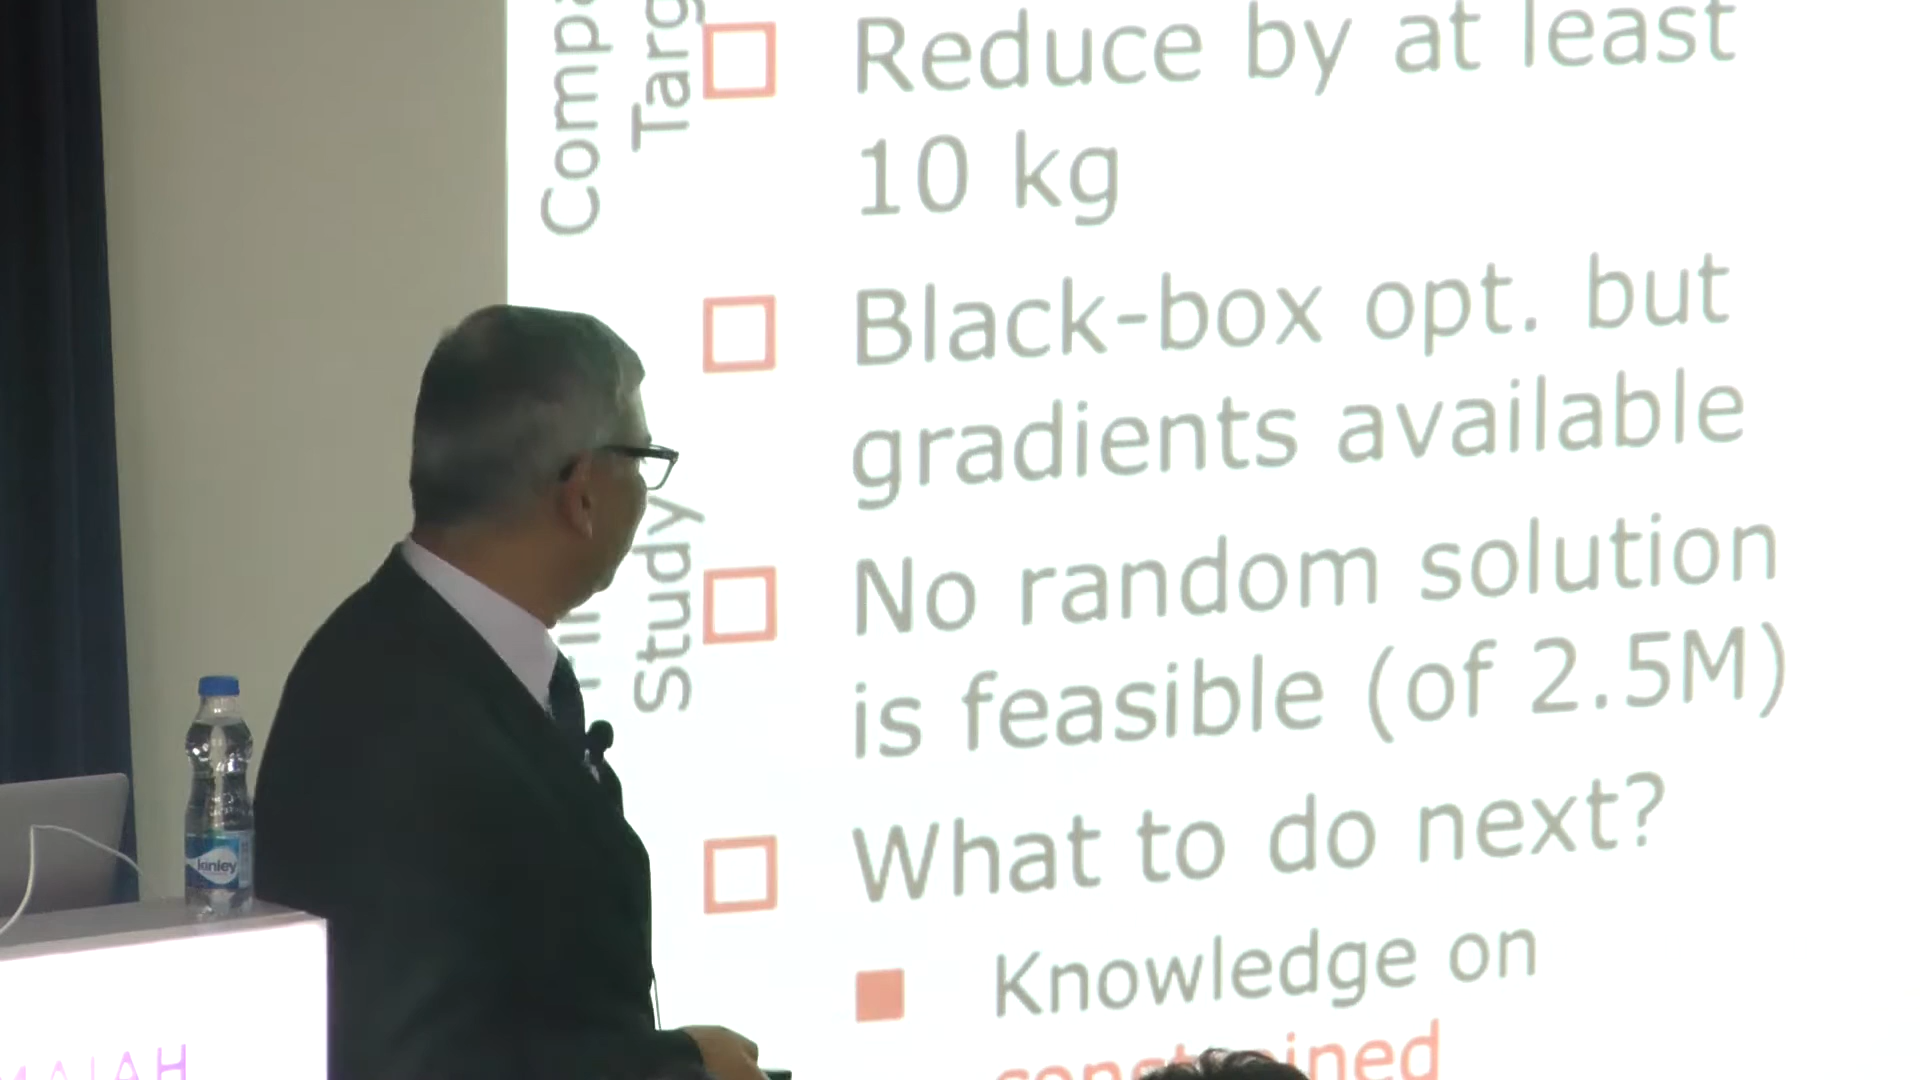 Reduce by at least
10 kg
Black-box opt. but
gradients available
No random solution
is feasible (of 2.5M)
What to do next?
Knowledge on
constrained
Study
kinley